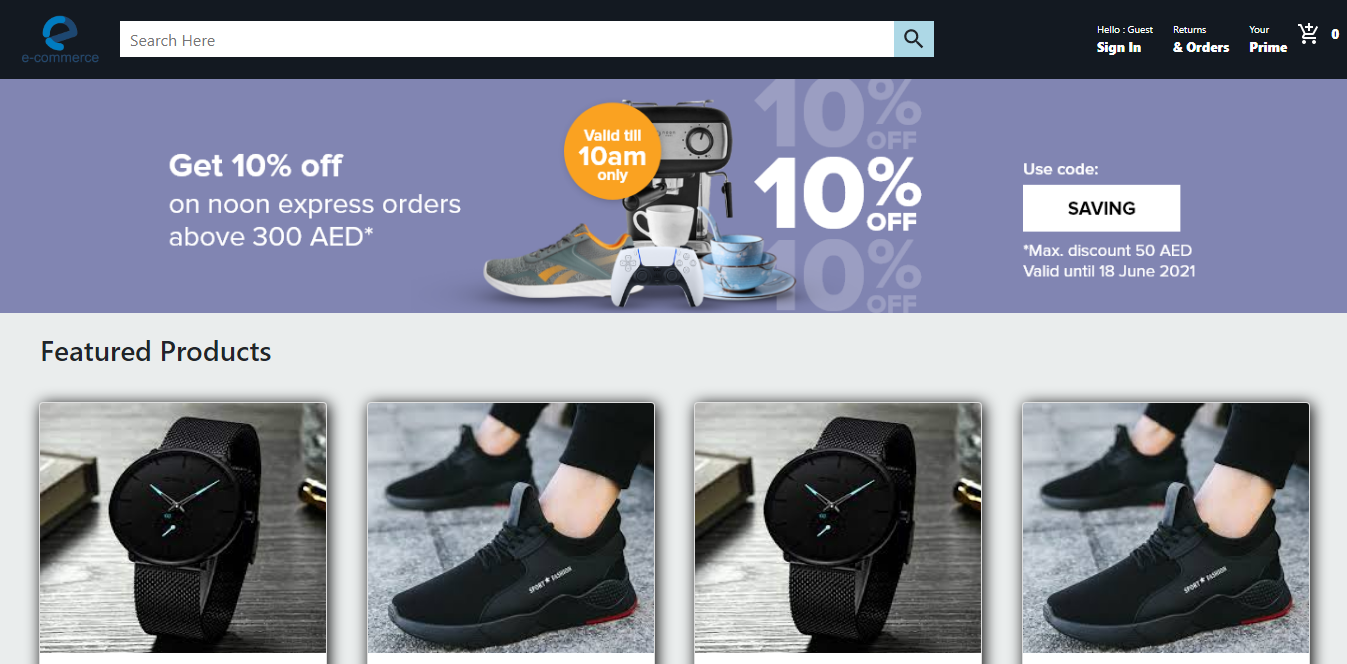 e-commerce
Search Here
Hello : Guest
Sign In
Returns
& Orders
Your
Prime
0
Get 10% off
on noon express orders
above 300 AED*
Valid till
10am
only
10%
OFF
10%
OFF
10%
OFF
Use code:
SAVING
*Max. discount 50 AED
Valid until 18 June 2021
Featured Products
SPORT★FASHION
SPORT★FASHION